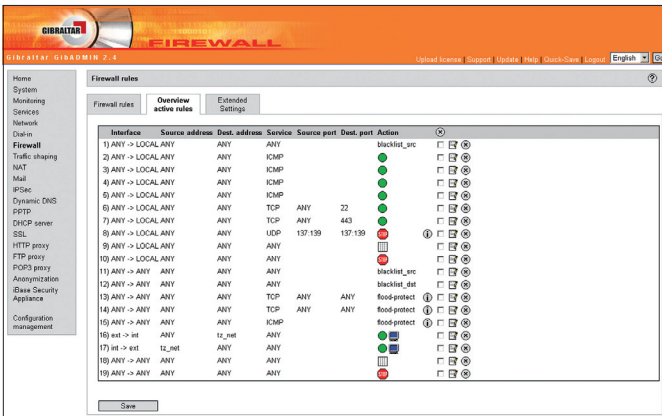 GIBRALTAR
FIREWALL
Gibraltar GibADMIN 2.4
Upload license | Support | Update | Help | Quick-Save | Logout English
Home
System
Monitoring
Services
Network
Dial-in
Firewall
Traffic shaping
NAT
Mail
IPSec
Dynamic DNS
PPTP
DHCP server
SSL
HTTP proxy
FTP proxy
POP3 proxy
Anonymization
iBase Security
Appliance
Configuration
management
Firewall rules
Firewall rules
Overview
active rules
Extended
Settings
Interface Source address Dest. address Service Source port Dest. port Action
1) ANY -> LOCAL ANY ANY ANY blacklist_src
2) ANY -> LOCAL ANY ANY ICMP
3) ANY -> LOCAL ANY ANY ICMP
4) ANY -> LOCAL ANY ANY ICMP
5) ANY -> LOCAL ANY ANY ICMP
6) ANY -> LOCAL ANY ANY TCP ANY 22
7) ANY -> LOCAL ANY ANY TCP ANY 443
8) ANY -> LOCAL ANY ANY UDP 137:139 137:139 STOP
9) ANY -> LOCAL ANY ANY ANY
10) ANY -> LOCAL ANY ANY ANY STOP
11) ANY -> ANY ANY ANY ANY blacklist_src
12) ANY -> ANY ANY ANY ANY blacklist_dst
13) ANY -> ANY ANY ANY TCP ANY ANY flood-protect
14) ANY -> ANY ANY ANY TCP ANY ANY flood-protect
15) ANY -> ANY ANY ANY ICMP flood-protect
16) ext -> int ANY tz_net ANY
17) int -> ext tz_net ANY ANY
18) ANY -> ANY ANY ANY ANY
19) ANY -> ANY ANY ANY ANY STOP
Save